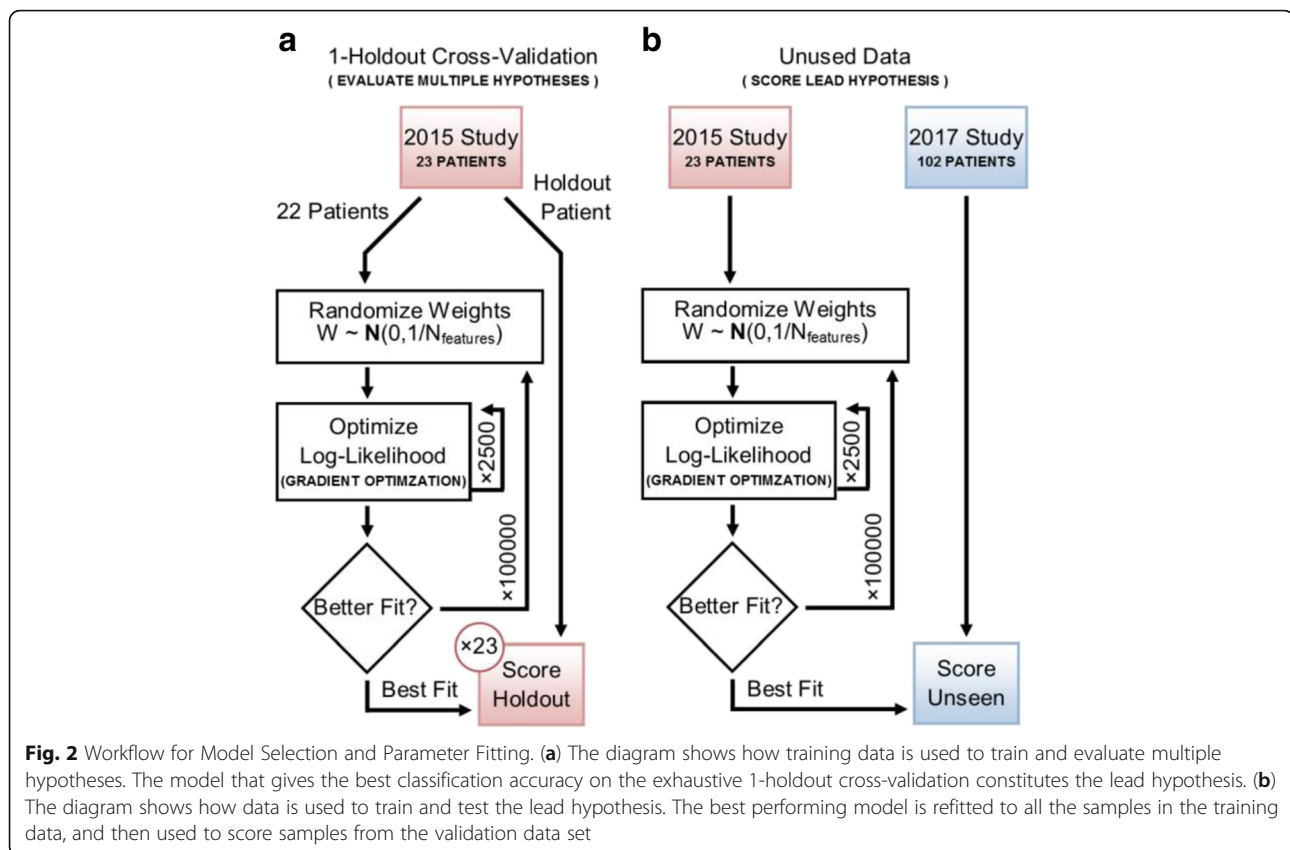 a
1-Holdout Cross-Validation
( EVALUATE MULTIPLE HYPOTHESES )
2015 Study
23 PATIENTS
22 Patients
Holdout
Patient
Randomize Weights
W ~ N(0,1/Nfeatures)
Optimize
Log-Likelihood
(GRADIENT OPTIMZATION)
×2500
×100000
Better Fit?
×23
Best Fit
Score
Holdout
b
Unused Data
( SCORE LEAD HYPOTHESIS )
2015 Study
23 PATIENTS
2017 Study
102 PATIENTS
Randomize Weights
W ~ N(0,1/Nfeatures)
Optimize
Log-Likelihood
(GRADIENT OPTIMZATION)
×2500
×100000
Better Fit?
Best Fit
Score
Unseen
Fig. 2 Workflow for Model Selection and Parameter Fitting. (a) The diagram shows how training data is used to train and evaluate multiple
hypotheses. The model that gives the best classification accuracy on the exhaustive 1-holdout cross-validation constitutes the lead hypothesis. (b)
The diagram shows how data is used to train and test the lead hypothesis. The best performing model is refitted to all the samples in the training
data, and then used to score samples from the validation data set